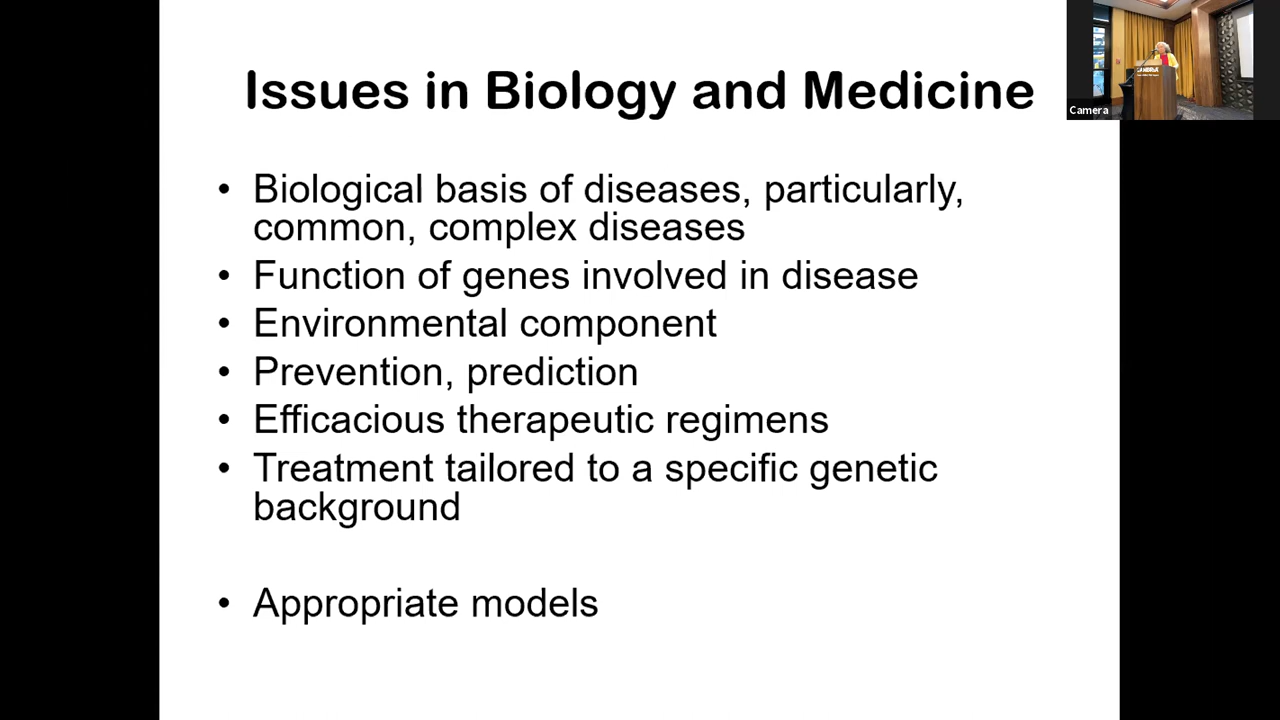 Issues in Biology and Medicine
• Biological basis of diseases, particularly,
common, complex diseases
• Function of genes involved in disease
• Environmental component
• Prevention, prediction
• Efficacious therapeutic regimens
• Treatment tailored to a specific genetic
background
• Appropriate models
Camera